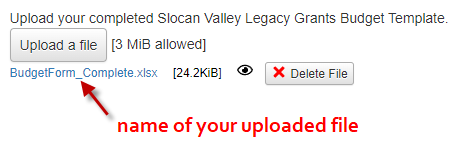 Upload your completed Slocan Valley Legacy Grants Budget Template.
Upload a file [3 MiB allowed]
BudgetForm_Complete.xlsx [24.2KiB] Delete File
name of your uploaded file